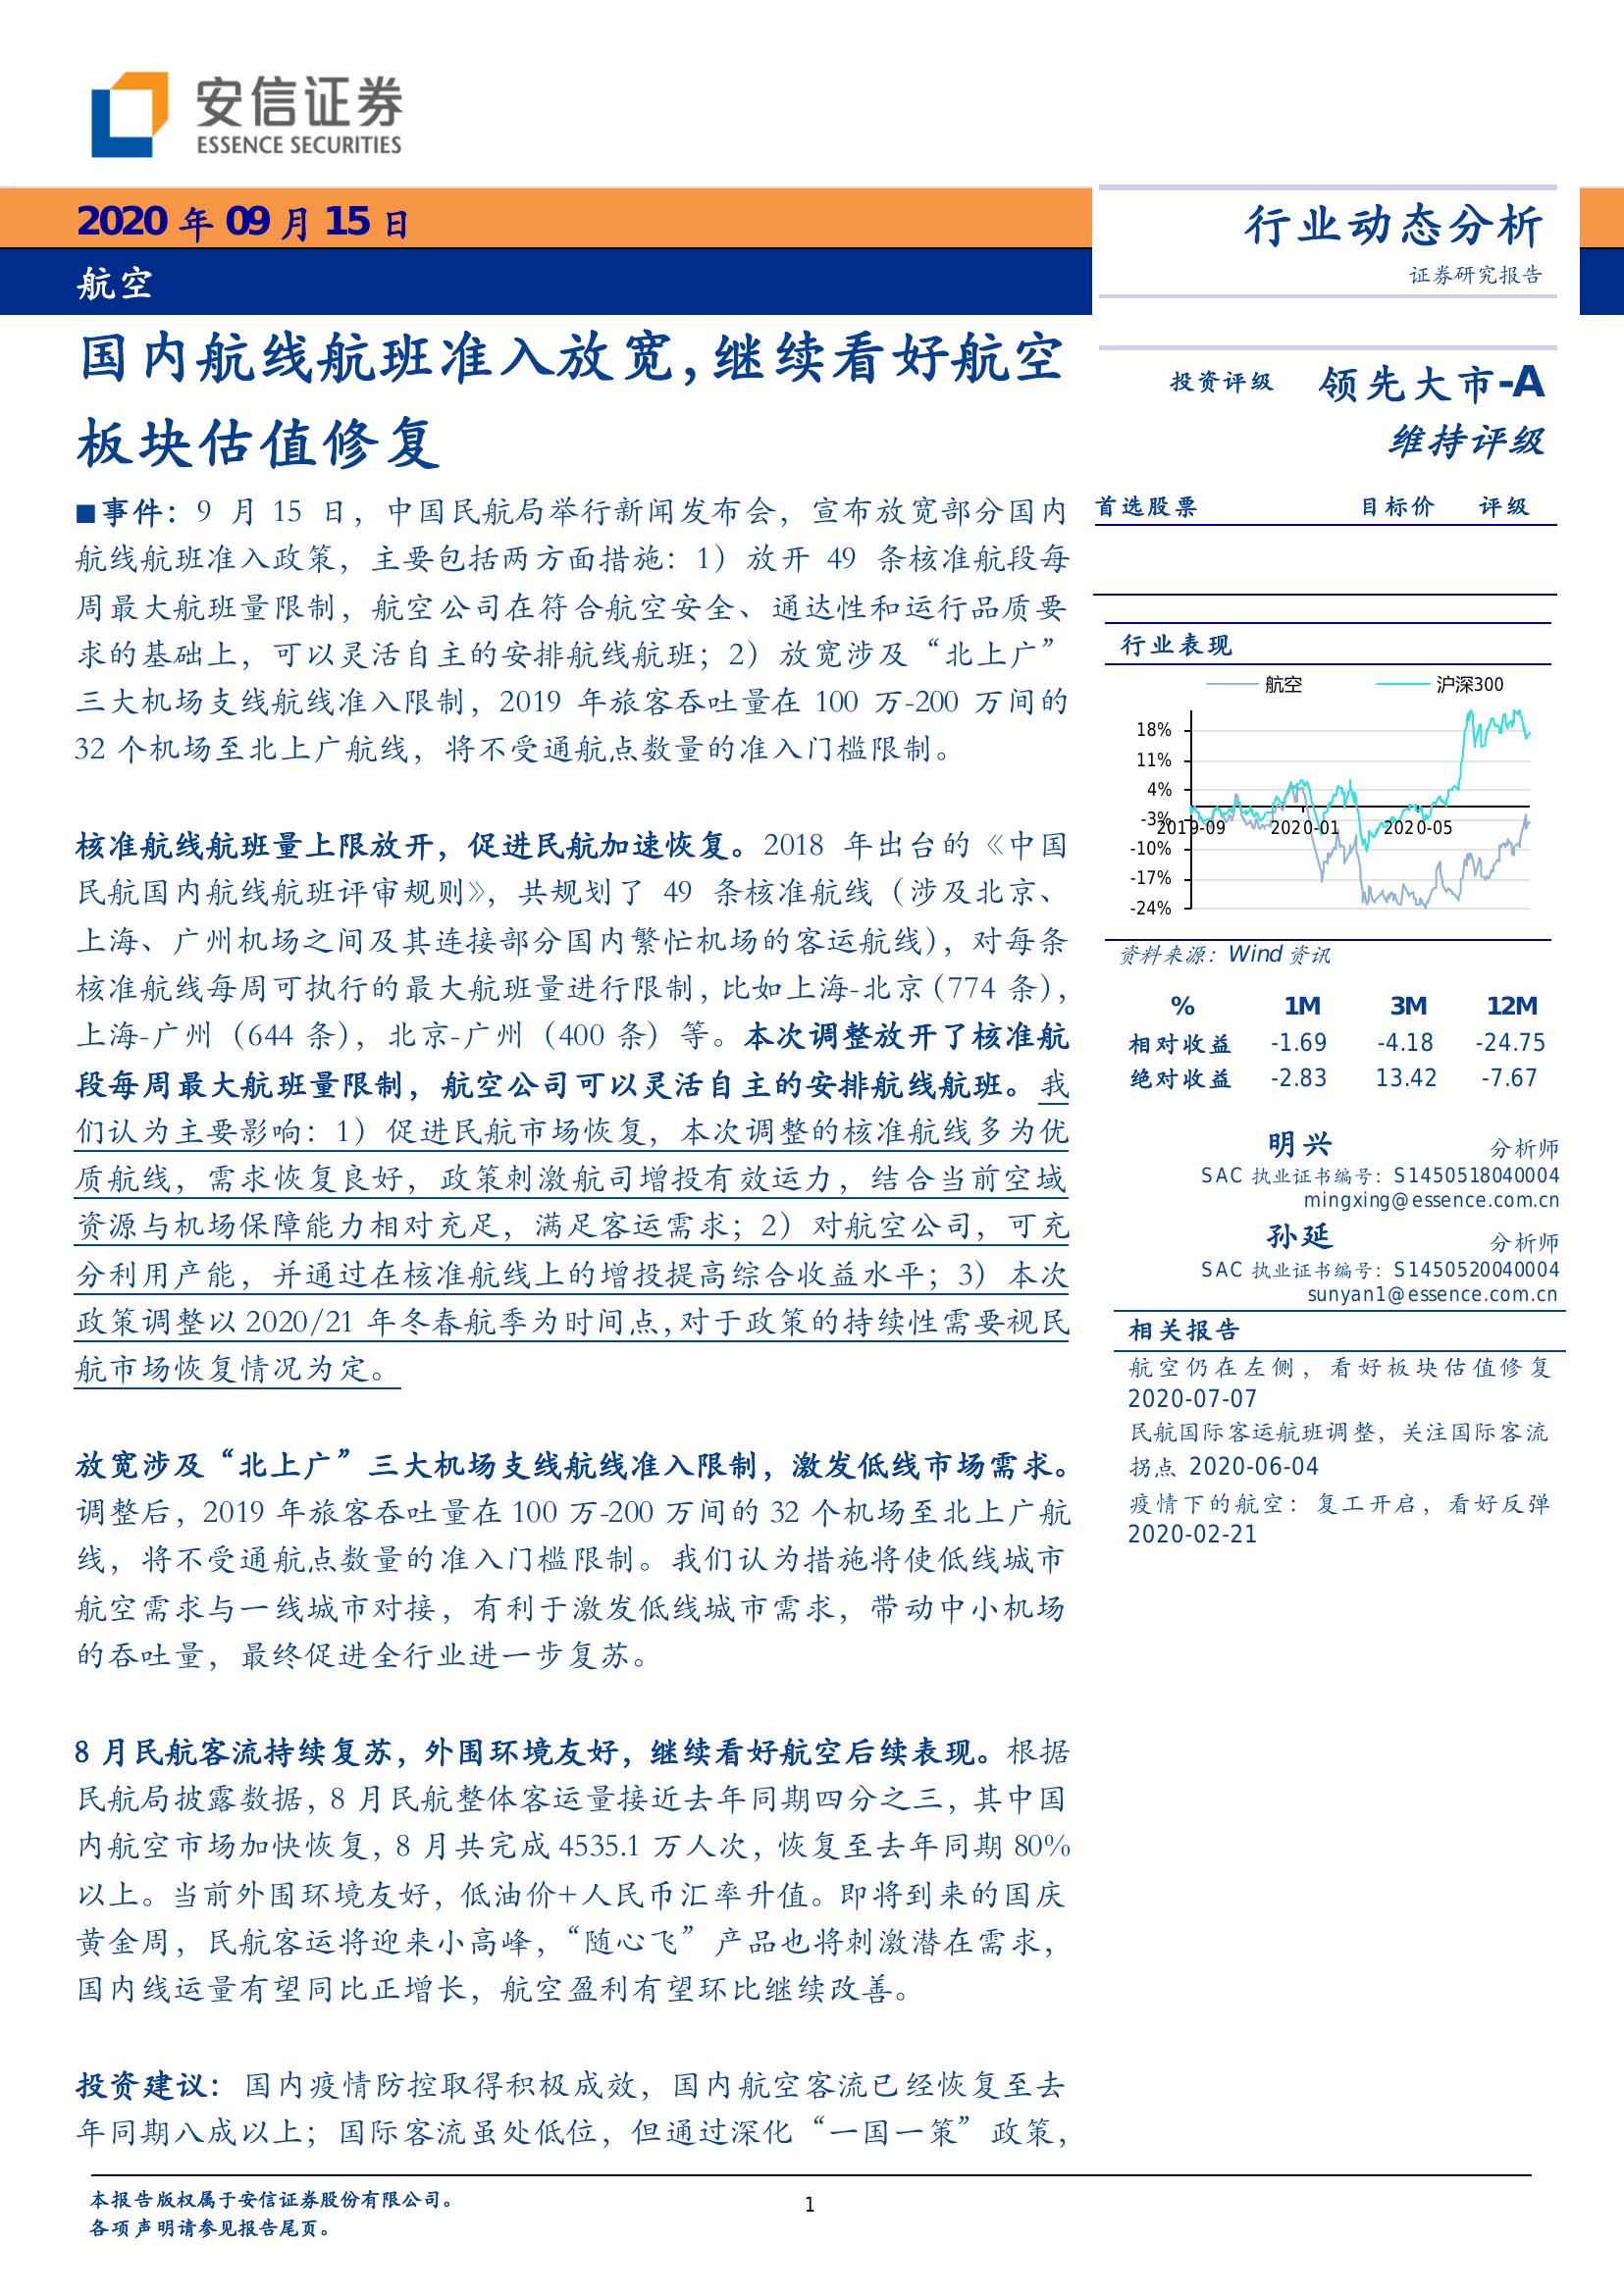 安信证券
ESSENCE SECURITIES
2020 年 09 月 15 日
航空
国内航线航班准入放宽，继续看好航空
板块估值修复
■事件：9 月 15 日，中国民航局举行新闻发布会，宣布放宽部分国内
航线航班准入政策，主要包括两方面措施：1）放开 49 条核准航段每
周最大航班量限制，航空公司在符合航空安全、通达性和运行品质要
求的基础上，可以灵活自主的安排航线航班；2）放宽涉及“北上广”
三大机场支线航线准入限制，2019 年旅客吞吐量在 100 万-200 万间的
32 个机场至北上广航线，将不受通航点数量的准入门槛限制。
核准航线航班量上限放开，促进民航加速恢复。2018 年出台的《中国
民航国内航线航班评审规则》，共规划了 49 条核准航线（涉及北京、
上海、广州机场之间及其连接部分国内繁忙机场的客运航线），对每条
核准航线每周可执行的最大航班量进行限制，比如上海-北京（774 条），
上海-广州（644 条），北京-广州（400 条）等。本次调整放开了核准航
段每周最大航班量限制，航空公司可以灵活自主的安排航线航班。我
们认为主要影响：1）促进民航市场恢复，本次调整的核准航线多为优
质航线，需求恢复良好，政策刺激航司增投有效运力，结合当前空域
资源与机场保障能力相对充足，满足客运需求；2）对航空公司，可充
分利用产能，并通过在核准航线上的增投提高综合收益水平；3）本次
政策调整以 2020/21 年冬春航季为时间点，对于政策的持续性需要视民
航市场恢复情况为定。
放宽涉及“北上广”三大机场支线航线准入限制，激发低线市场需求。
调整后，2019 年旅客吞吐量在 100 万-200 万间的 32 个机场至北上广航
线，将不受通航点数量的准入门槛限制。我们认为措施将使低线城市
航空需求与一线城市对接，有利于激发低线城市需求，带动中小机场
的吞吐量，最终促进全行业进一步复苏。
8 月民航客流持续复苏，外围环境友好，继续看好航空后续表现。根据
民航局披露数据，8 月民航整体客运量接近去年同期四分之三，其中国
内航空市场加快恢复，8 月共完成 4535.1 万人次，恢复至去年同期 80%
以上。当前外围环境友好，低油价+人民币汇率升值。即将到来的国庆
黄金周，民航客运将迎来小高峰，“随心飞”产品也将刺激潜在需求，
国内线运量有望同比正增长，航空盈利有望环比继续改善。
投资建议：国内疫情防控取得积极成效，国内航空客流已经恢复至去
年同期八成以上；国际客流虽处低位，但通过深化“一国一策”政策，
行业动态分析
证券研究报告
投资评级 领先大市-A
维持评级
首选股票 目标价 评级
行业表现
航空 沪深300
18%
11%
4%
-3%
2019-09 2020-01 2020-05
-10%
-17%
-24%
资料来源：Wind 资讯
% 1M 3M 12M
相对收益 -1.69 -4.18 -24.75
绝对收益 -2.83 13.42 -7.67
明兴 分析师
SAC 执业证书编号：S1450518040004
mingxing@essence.com.cn
孙延 分析师
SAC 执业证书编号：S1450520040004
sunyan1@essence.com.cn
相关报告
航空仍在左侧，看好板块估值修复
2020-07-07
民航国际客运航班调整，关注国际客流
拐点 2020-06-04
疫情下的航空：复工开启，看好反弹
2020-02-21
本报告版权属于安信证券股份有限公司。
各项声明请参见报告尾页。
1